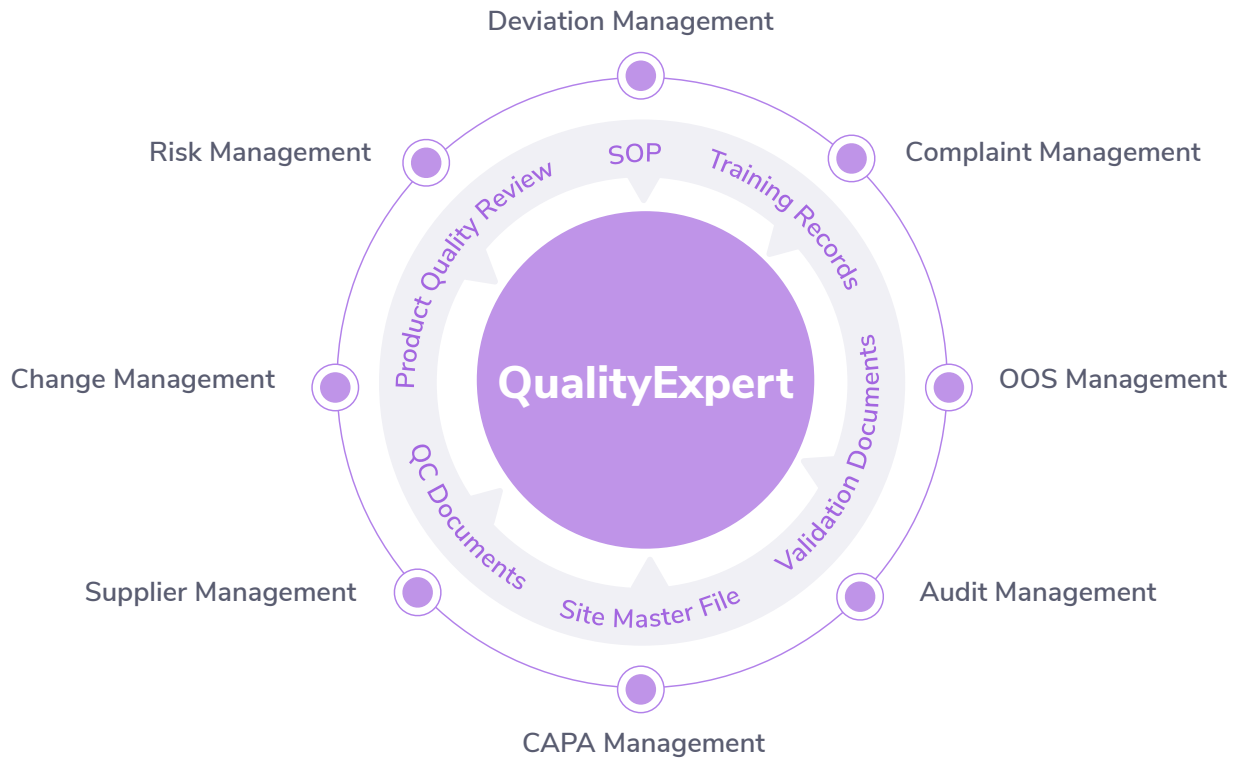 Deviation Management
Risk Management
Complaint Management
SOP
Training Records
Product Quality Review
QualityExpert
Change Management
OOS Management
Validation Documents
QC Documents
Site Master File
Supplier Management
Audit Management
CAPA Management